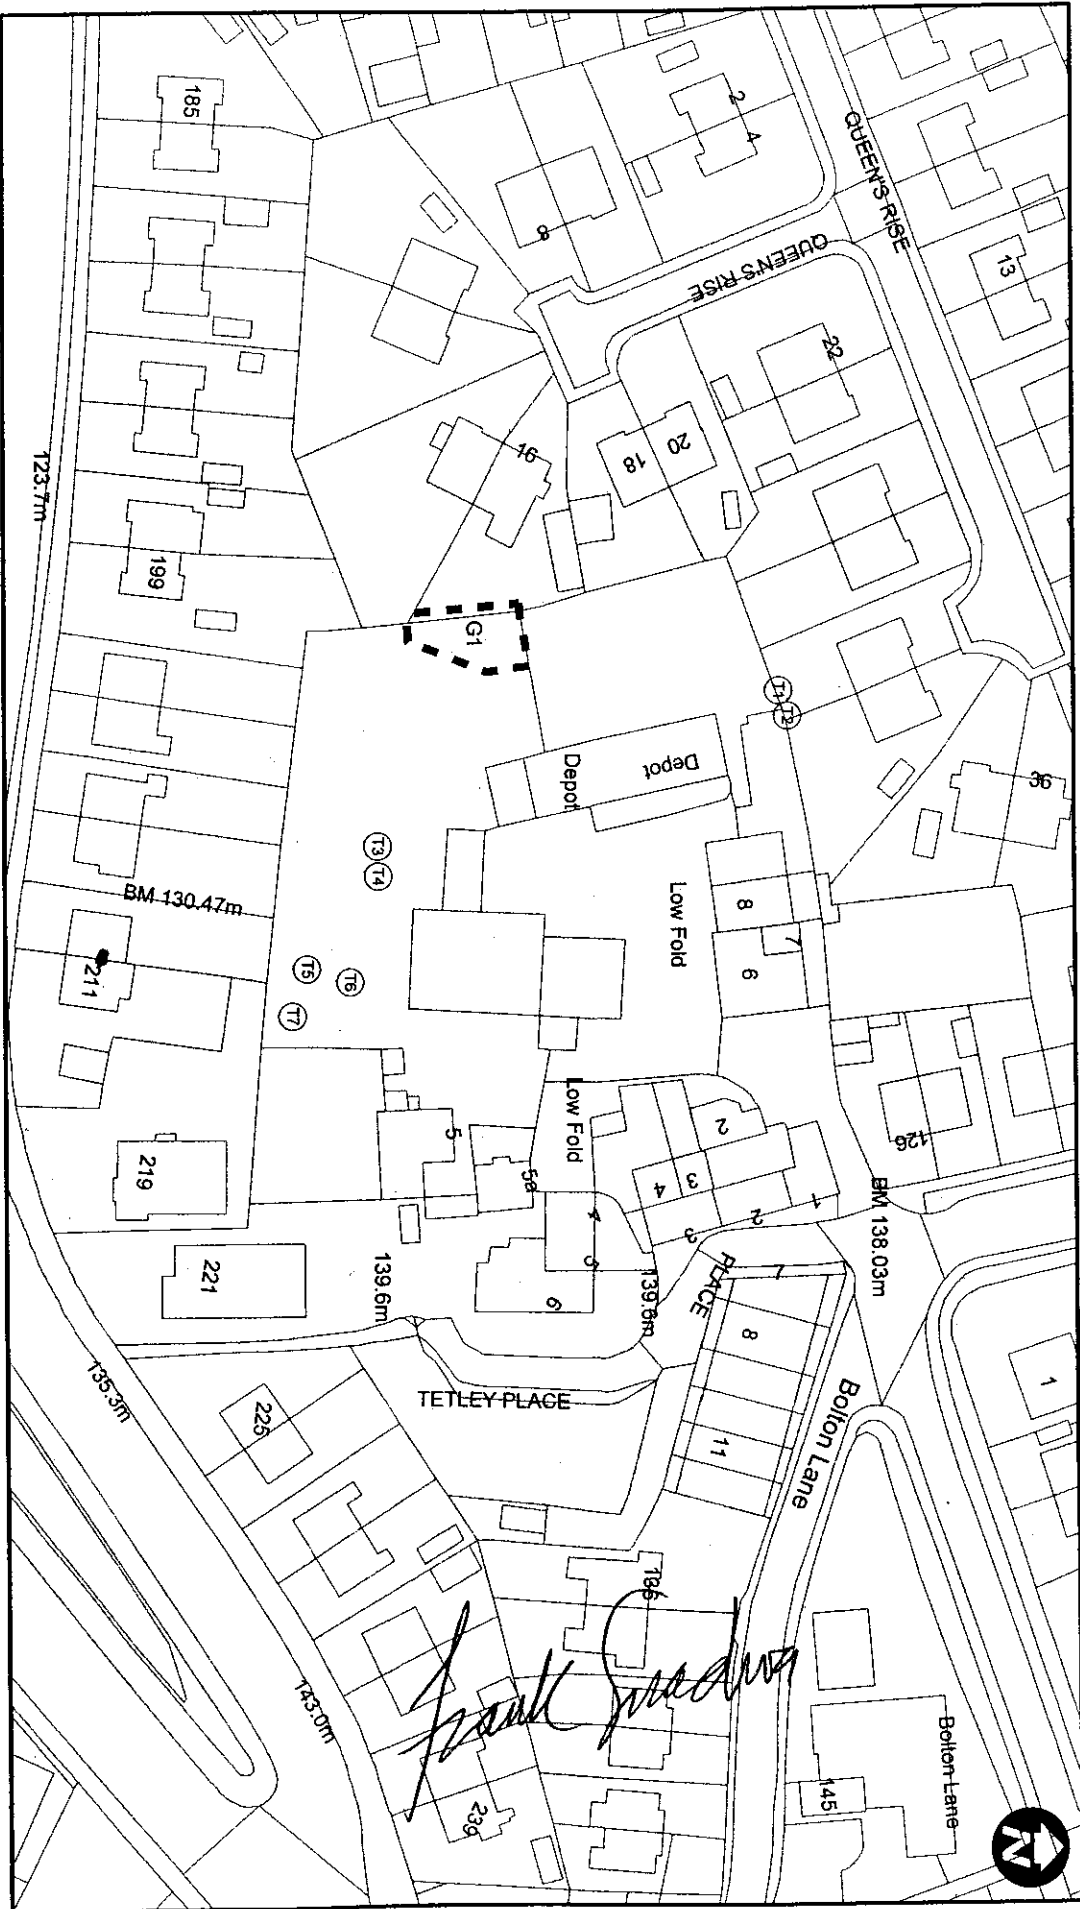 2
4
QUEEN'S RISE
185
8
QUEEN'S RISE
13
22
16
18
20
123.7m
199
G1
T1
T2
Depot
Depot
36
T3
T4
Low Fold
8
7
6
BM 130.47m
211
T5
T6
T7
Low Fold
2
3
4
1
2
3
126
BM 138.03m
5
5a
4
5
6
219
221
139.6m
139.6m
PLACE
7
8
11
1
TETLEY PLACE
Bolton Lane
135.3m
225
136
143.0m
239
145
Bolton Lane
N
Frank